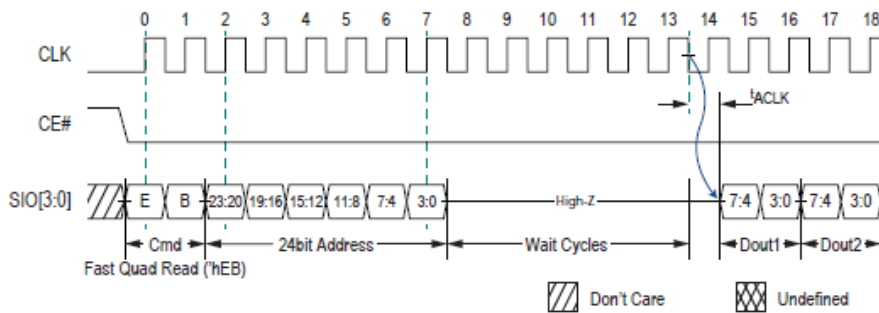 0 1 2 3 4 5 6 7 8 9 10 11 12 13 14 15 16 17 18
CLK
tACLK
CE#
SIO[3:0] E B 23:20 19:16 15:12 11:8 7:4 3:0 High-Z 7:4 3:0 7:4 3:0
Cmd 24bit Address Wait Cycles Dout1 Dout2
Fast Quad Read ('hEB)
Don't Care Undefined